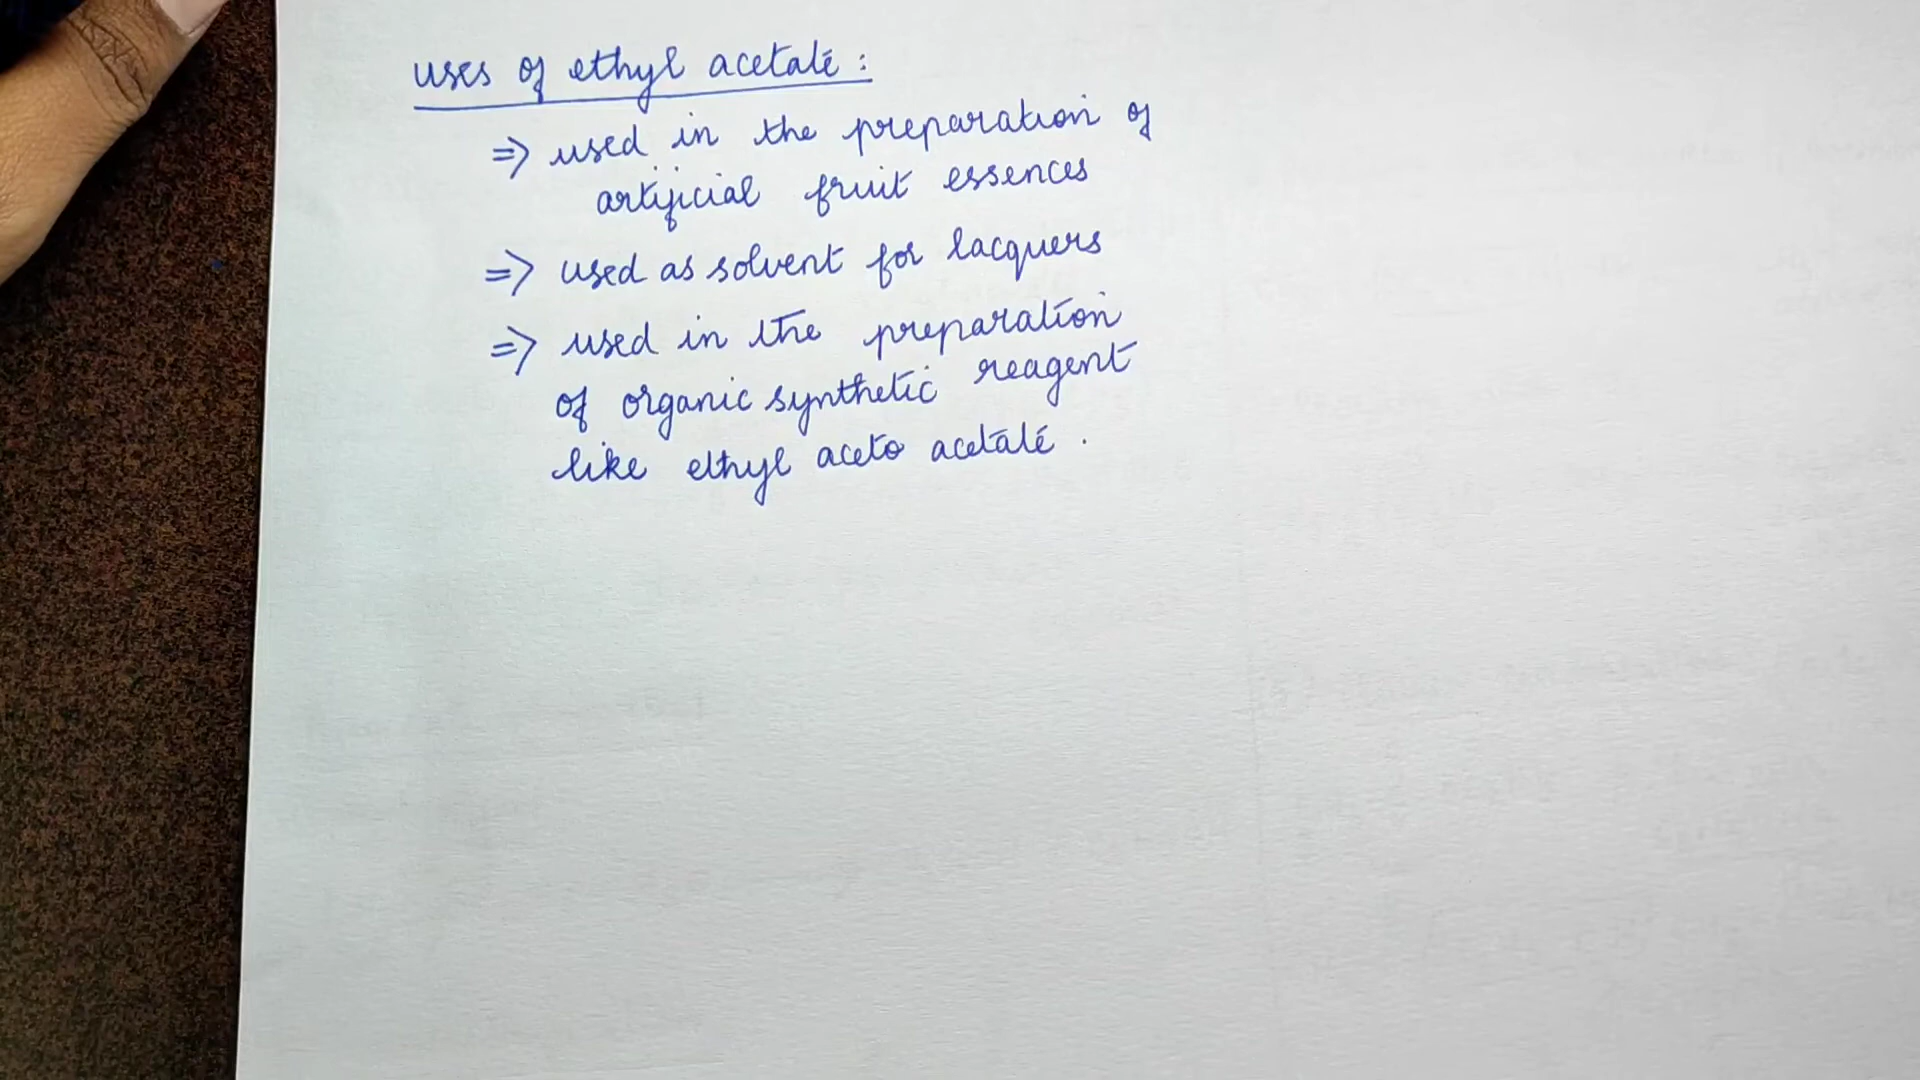 uses of ethyl acetate :
=> used in the preparation of
artificial fruit essences
=> used as solvent for lacquers
=> used in the preparation
of organic synthetic reagent
like ethyl aceto acetate .